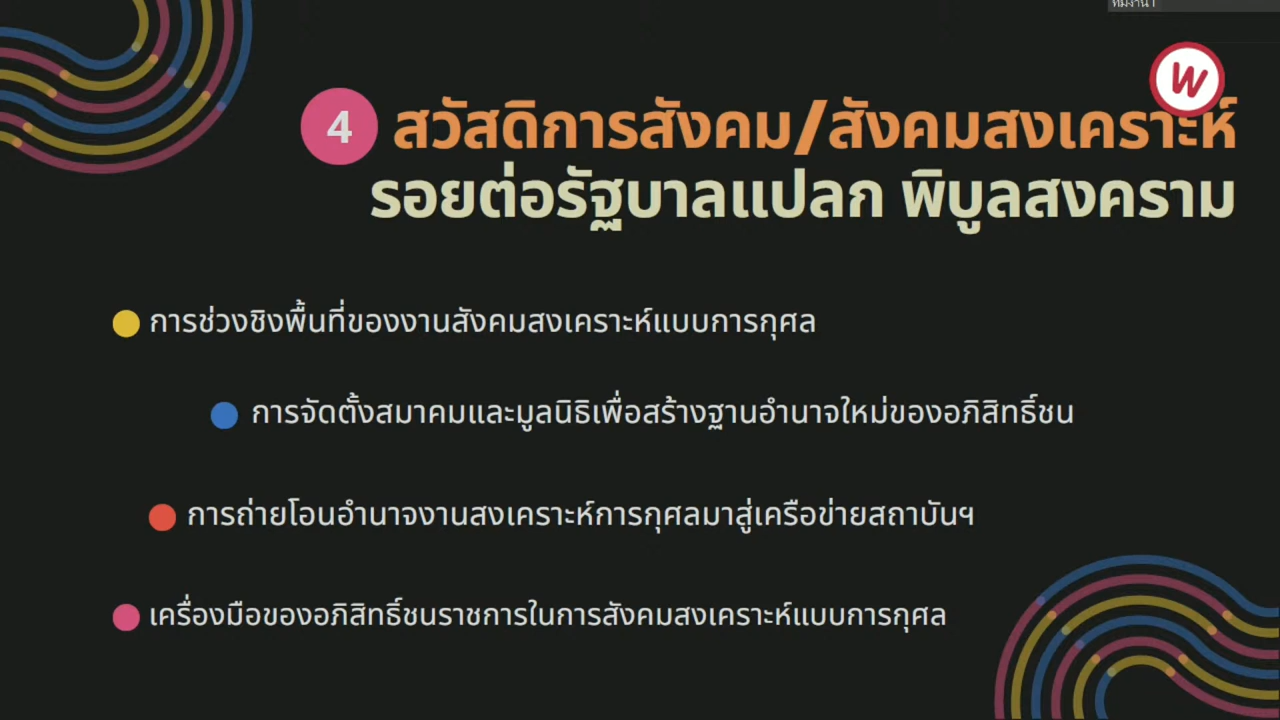 ทีมงาน 1
W
4 สวัสดิการสังคม/สังคมสงเคราะห์
รอยต่อรัฐบาลแปลก พิบูลสงคราม
การช่วงชิงพื้นที่ของงานสังคมสงเคราะห์แบบการกุศล
การจัดตั้งสมาคมและมูลนิธิเพื่อสร้างฐานอำนาจใหม่ของอภิสิทธิ์ชน
การถ่ายโอนอำนาจงานสงเคราะห์การกุศลมาสู่เครือข่ายสถาบันฯ
เครื่องมือของอภิสิทธิ์ชนราชการในการสังคมสงเคราะห์แบบการกุศล